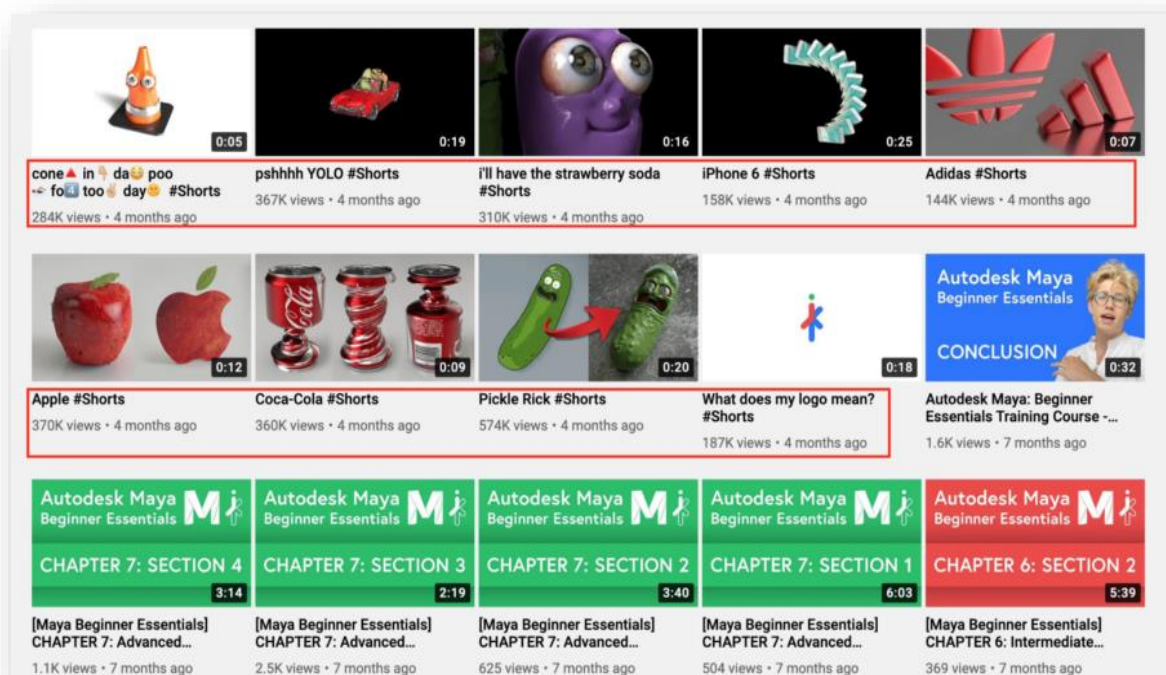 0:05
0:19
0:16
0:25
0:07
cone🔺 in👇🏼 da😳 poo
👈🏼 fo4️⃣ too✌🏼 day🌞 #Shorts
284K views • 4 months ago
pshhhh YOLO #Shorts
367K views • 4 months ago
i'll have the strawberry soda
#Shorts
310K views • 4 months ago
iPhone 6 #Shorts
158K views • 4 months ago
Adidas #Shorts
144K views • 4 months ago
0:12
Cola
0:09
0:20
0:18
Autodesk Maya
Beginner Essentials
CONCLUSION
0:32
Apple #Shorts
370K views • 4 months ago
Coca-Cola #Shorts
360K views • 4 months ago
Pickle Rick #Shorts
574K views • 4 months ago
What does my logo mean?
#Shorts
187K views • 4 months ago
Autodesk Maya: Beginner
Essentials Training Course -...
1.6K views • 7 months ago
Autodesk Maya M
Beginner Essentials
CHAPTER 7: SECTION 4
3:14
Autodesk Maya M
Beginner Essentials
CHAPTER 7: SECTION 3
2:19
Autodesk Maya M
Beginner Essentials
CHAPTER 7: SECTION 2
3:40
Autodesk Maya M
Beginner Essentials
CHAPTER 7: SECTION 1
6:03
Autodesk Maya M
Beginner Essentials
CHAPTER 6: SECTION 2
5:39
[Maya Beginner Essentials]
CHAPTER 7: Advanced...
1.1K views • 7 months ago
[Maya Beginner Essentials]
CHAPTER 7: Advanced...
2.5K views • 7 months ago
[Maya Beginner Essentials]
CHAPTER 7: Advanced...
625 views • 7 months ago
[Maya Beginner Essentials]
CHAPTER 7: Advanced...
504 views • 7 months ago
[Maya Beginner Essentials]
CHAPTER 6: Intermediate...
369 views • 7 months ago